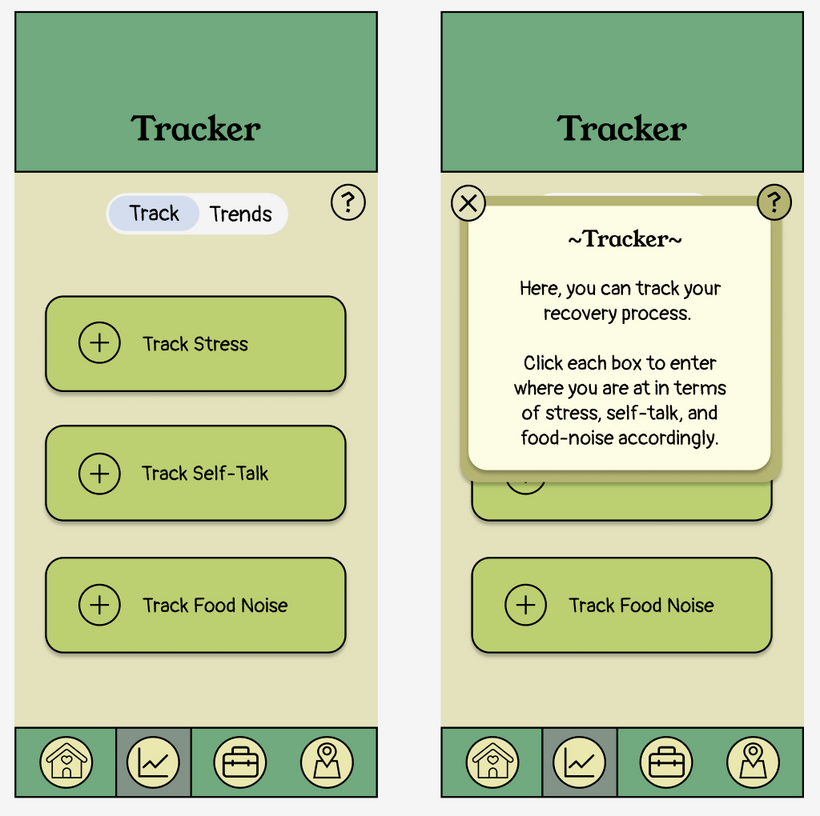 Tracker
?
Track Trends
Track Stress
Track Self-Talk
Track Food Noise
Tracker
?
~Tracker~
Here, you can track your
recovery process.
Click each box to enter
where you are at in terms
of stress, self-talk, and
food-noise accordingly.
Track Food Noise